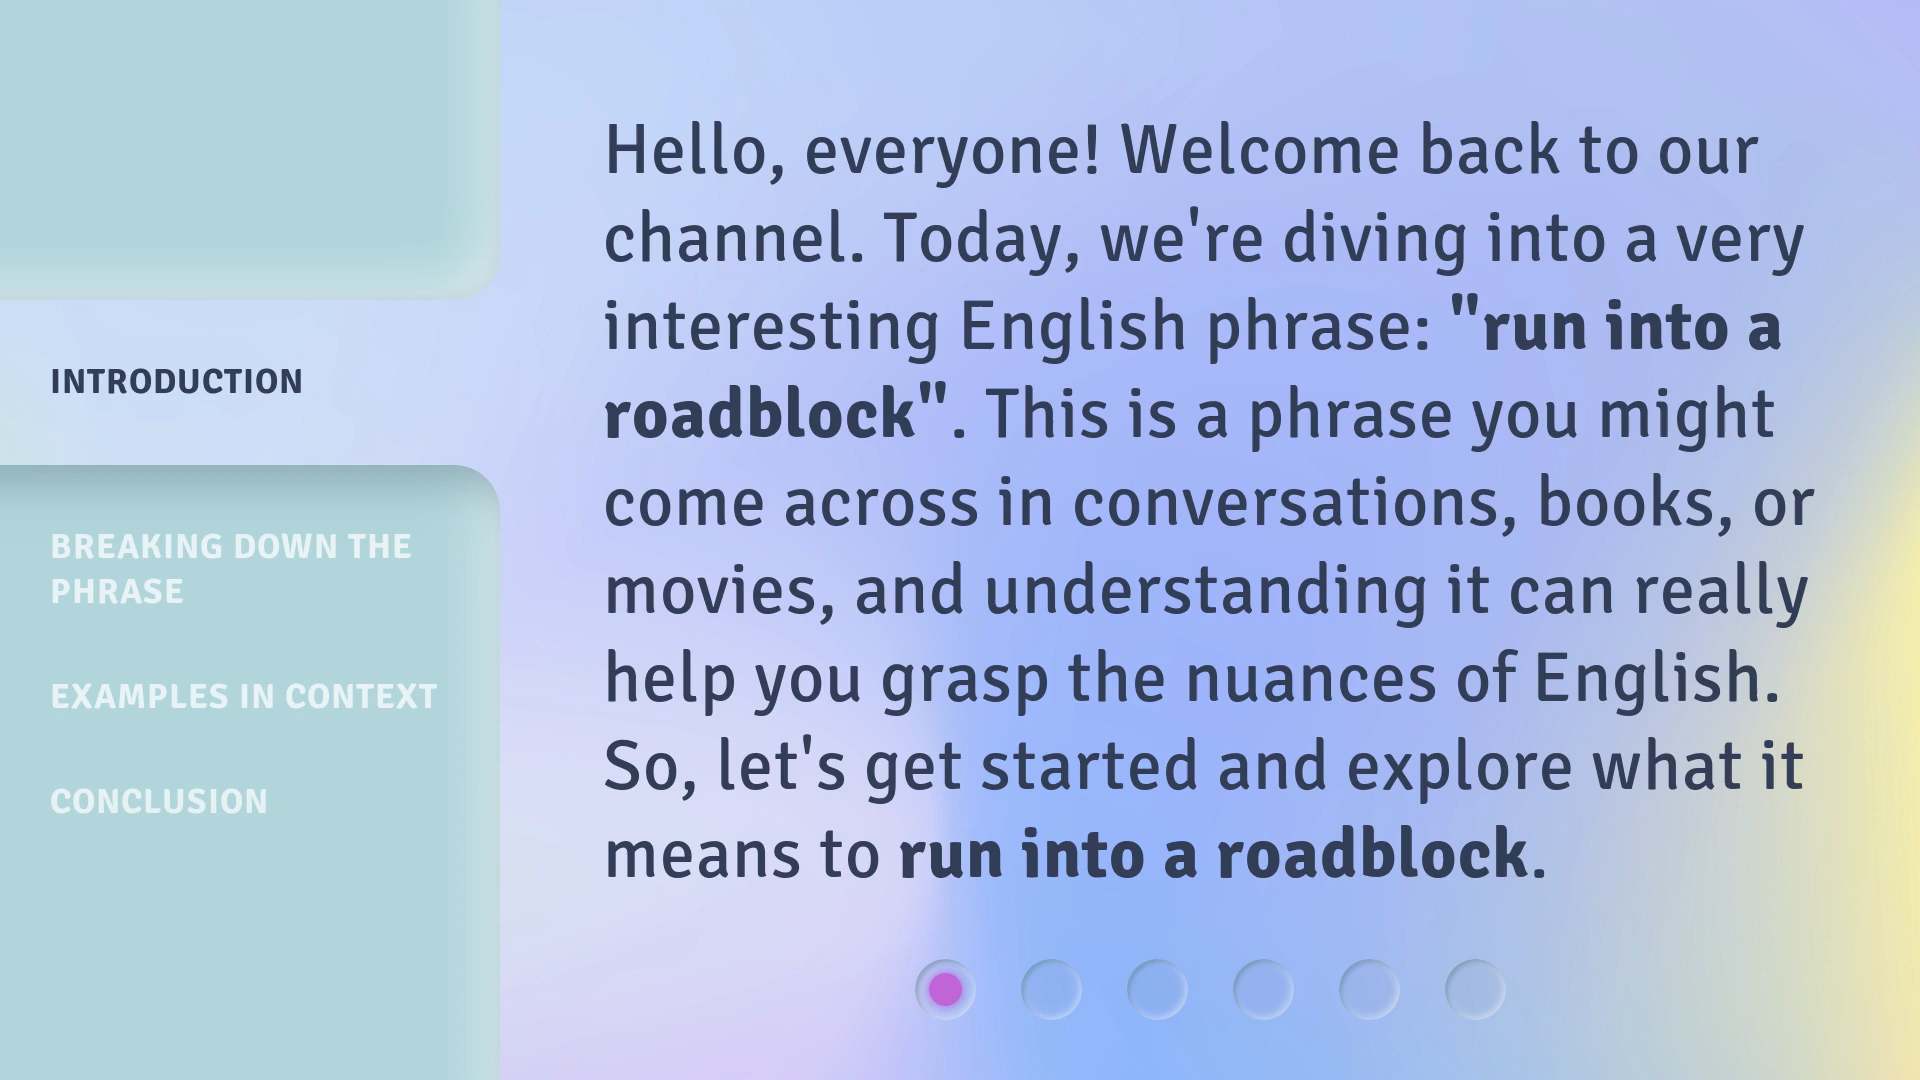 INTRODUCTION
BREAKING DOWN THE
PHRASE
EXAMPLES IN CONTEXT
CONCLUSION
Hello, everyone! Welcome back to our
channel. Today, we're diving into a very
interesting English phrase: "run into a
roadblock". This is a phrase you might
come across in conversations, books, or
movies, and understanding it can really
help you grasp the nuances of English.
So, let's get started and explore what it
means to run into a roadblock.